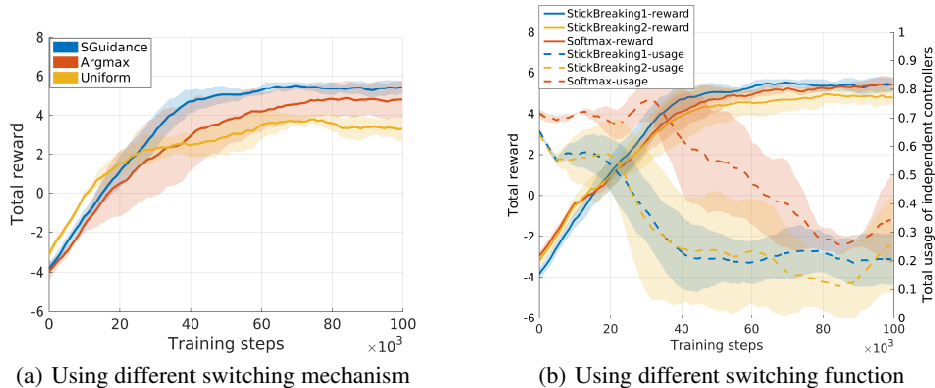 8
6
4
2
0
-2
-4
-6
Total reward
SGuidance
Argmax
Uniform
0 20 40 60 80 100
Training steps ×10³
(a) Using different switching mechanism
8
6
4
2
0
-2
-4
-6
Total reward
StickBreaking1-reward
StickBreaking2-reward
Softmax-reward
StickBreaking1-usage
StickBreaking2-usage
Softmax-usage
1
0.9
0.8
0.7
0.6
0.5
0.4
0.3
0.2
0.1
0
Total usage of independent controllers
0 20 40 60 80 100
Training steps ×10³
(b) Using different switching function